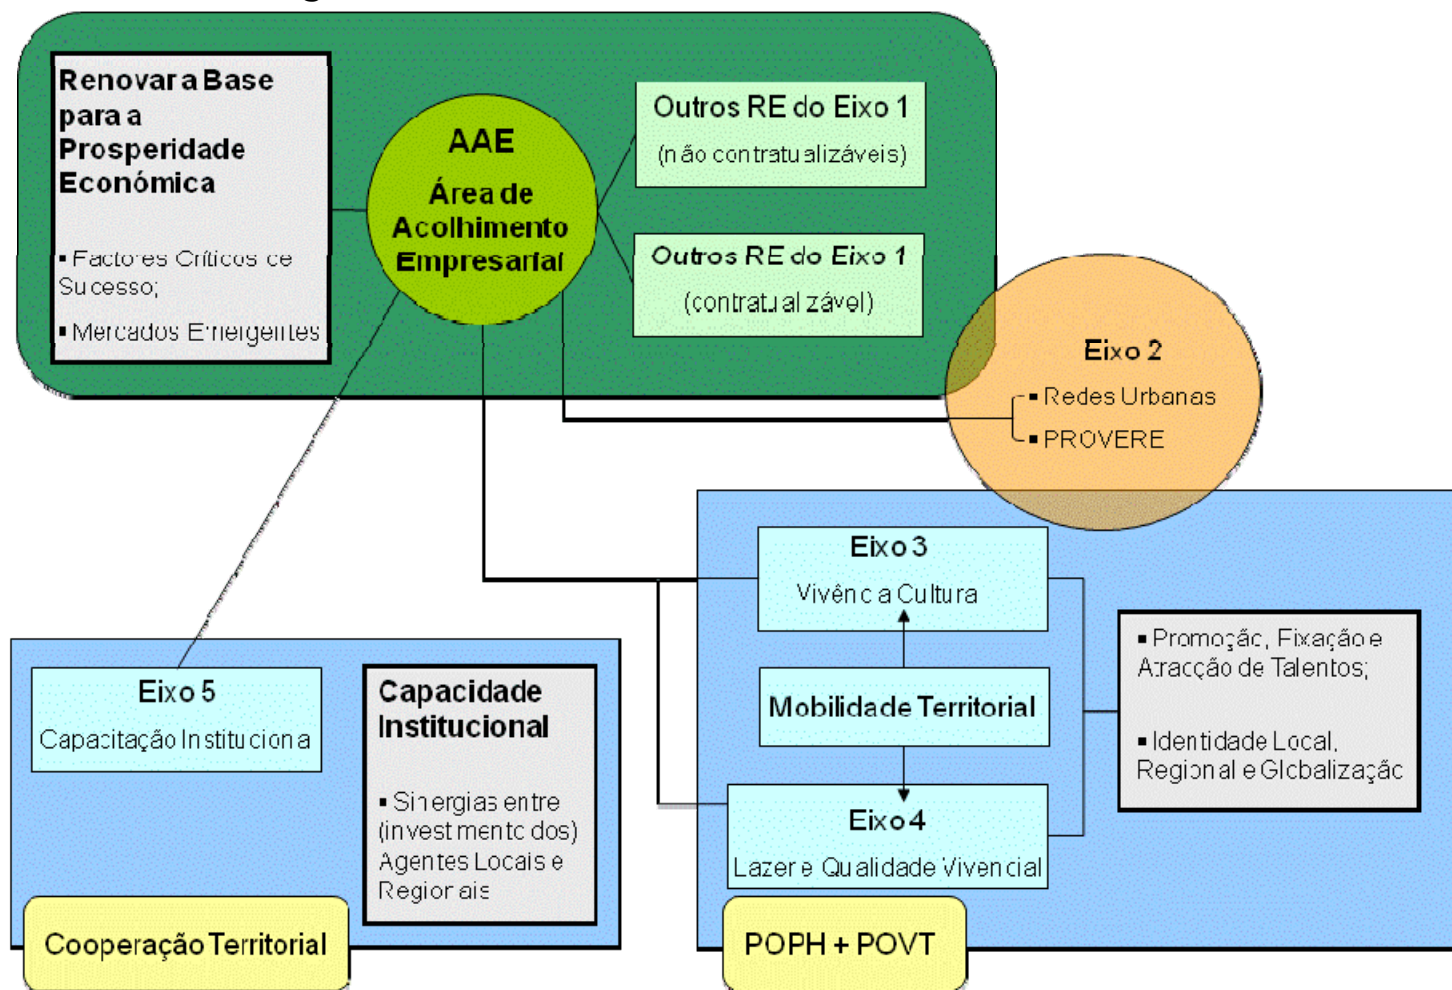 Renovar a Base
para a
Prosperidade
Económica
▪ Factores Críticos de
Sucesso;
▪ Mercados Emergentes
AAE
Área de
Acolhimento
Empresarial
Outros RE do Eixo 1
(não contratualizáveis)
Outros RE do Eixo 1
(contratualizável)
Eixo 2
▪ Redes Urbanas
▪ PROVERE
Eixo 3
Vivência Cultura
Mobilidade Territorial
Eixo 4
Lazer e Qualidade Vivencial
▪ Promoção, Fixação e
Atracção de Talentos;
▪ Identidade Local,
Regional e Globalização
POPH + POVT
Eixo 5
Capacitação Instituciona
Capacidade
Institucional
▪ Sinergias entre
(investimento dos)
Agentes Locais e
Regionais
Cooperação Territorial